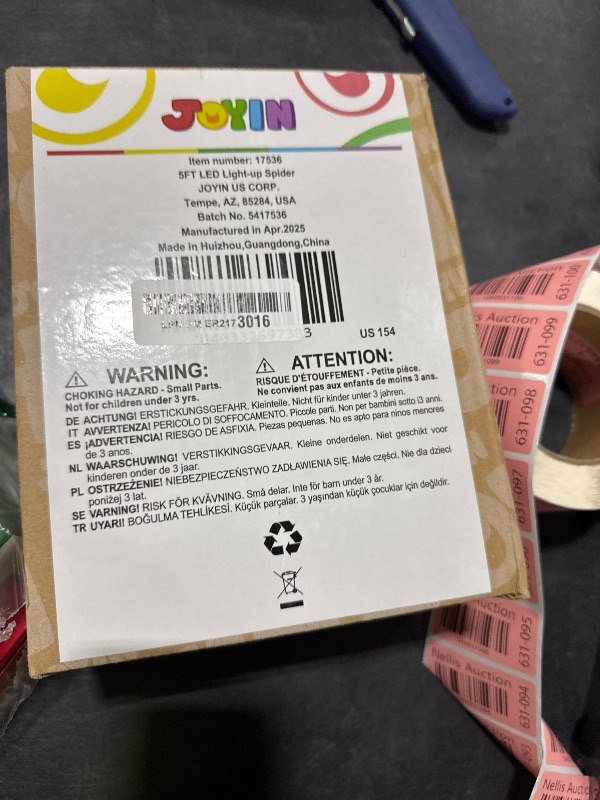 JOYIN
Item number: 17536
5FT LED Light-up Spider
JOYIN US CORP.
Tempe, AZ, 85284, USA
Batch No. 5417536
Manufactured in Apr.2025
Made in Huizhou,Guangdong,China
3016
US 154
WARNING:
CHOKING HAZARD - Small Parts.
Not for children under 3 yrs.
ATTENTION:
RISQUE D'ÉTOUFFEMENT - Petite pièce.
Ne convient pas aux enfants de moins 3 ans.
DE ACHTUNG! ERSTICKUNGSGEFAHR. Kleinteile. Nicht für kinder unter 3 jahren.
IT AVVERTENZA! PERICOLO DI SOFFOCAMENTO. Piccole parti. Non per bambini sotto i3 anni.
ES ¡ADVERTENCIA! RIESGO DE ASFIXIA. Piezas pequenas. No es apto para ninos menores
de 3 anos.
NL WAARSCHUWING! VERSTIKKINGSGEVAAR. Kleine onderdelen. Niet geschikt voor
kinderen onder de 3 jaar.
PL OSTRZEŻENIE! NIEBEZPIECZEŃSTWO ZADŁAWIENIA SIĘ. Małe części. Nie dla dzieci
poniżej 3 lat.
SE VARNING! RISK FÖR KVÄVNING. Små delar. Inte för barn under 3 år.
TR UYARI! BOĞULMA TEHLİKESİ. Küçük parçalar. 3 yaşından küçük çocuklar için değildir.
631-100
Auction
631-099
631-098
631-097
Auction
631-095
Nellis Auction
631-094
Nellis Auct